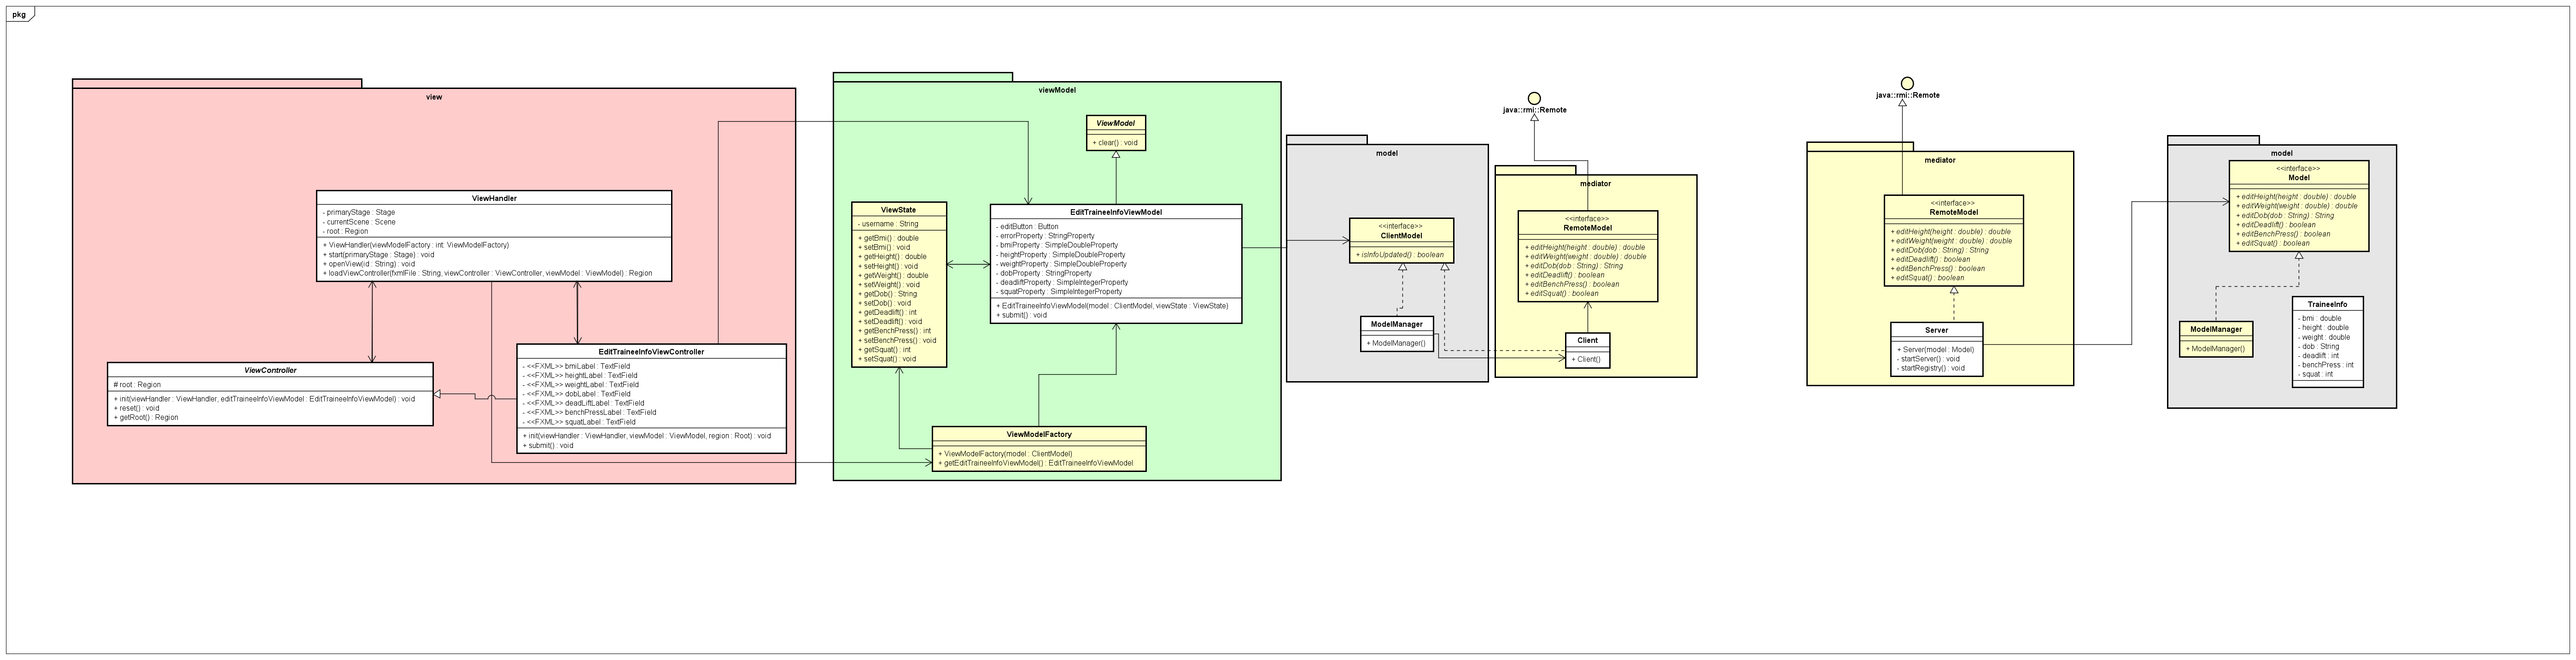 pkg
view
ViewHandler
- primaryStage : Stage
- currentScene : Scene
- root : Region
+ ViewHandler(viewModelFactory : int: ViewModelFactory)
+ start(primaryStage : Stage) : void
+ openView(id : String) : void
+ loadViewController(fxmlFile : String, viewController : ViewController, viewModel : ViewModel) : Region
ViewController
# root : Region
+ init(viewHandler : ViewHandler, editTraineeInfoViewModel : EditTraineeInfoViewModel) : void
+ reset() : void
+ getRoot() : Region
EditTraineeInfoViewController
- <<FXML>> bmiLabel : TextField
- <<FXML>> heightLabel : TextField
- <<FXML>> weightLabel : TextField
- <<FXML>> dobLabel : TextField
- <<FXML>> deadLiftLabel : TextField
- <<FXML>> benchPressLabel : TextField
- <<FXML>> squatLabel : TextField
+ init(viewHandler : ViewHandler, viewModel : ViewModel, region : Root) : void
+ submit() : void
viewModel
ViewModel
+ clear() : void
ViewState
- username : String
+ getBmi() : double
+ setBmi() : void
+ getHeight() : double
+ setHeight() : void
+ getWeight() : double
+ setWeight() : void
+ getDob() : String
+ setDob() : void
+ getDeadlift() : int
+ setDeadlift() : void
+ getBenchPress() : int
+ setBenchPress() : void
+ getSquat() : int
+ setSquat() : void
EditTraineeInfoViewModel
- editButton : Button
- errorProperty : StringProperty
- bmiProperty : SimpleDoubleProperty
- heightProperty : SimpleDoubleProperty
- weightProperty : SimpleDoubleProperty
- dobProperty : StringProperty
- deadliftProperty : SimpleIntegerProperty
- squatProperty : SimpleIntegerProperty
+ EditTraineeInfoViewModel(model : ClientModel, viewState : ViewState)
+ submit() : void
ViewModelFactory
+ ViewModelFactory(model : ClientModel)
+ getEditTraineeInfoViewModel() : EditTraineeInfoViewModel
model
<<interface>>
ClientModel
+ isInfoUpdated() : boolean
ModelManager
+ ModelManager()
java::rmi::Remote
mediator
<<interface>>
RemoteModel
+ editHeight(height : double) : double
+ editWeight(weight : double) : double
+ editDob(dob : String) : String
+ editDeadlift() : boolean
+ editBenchPress() : boolean
+ editSquat() : boolean
Client
+ Client()
java::rmi::Remote
mediator
<<interface>>
RemoteModel
+ editHeight(height : double) : double
+ editWeight(weight : double) : double
+ editDob(dob : String) : String
+ editDeadlift() : boolean
+ editBenchPress() : boolean
+ editSquat() : boolean
Server
+ Server(model : Model)
- startServer() : void
- startRegistry() : void
model
<<interface>>
Model
+ editHeight(height : double) : double
+ editWeight(weight : double) : double
+ editDob(dob : String) : String
+ editDeadlift() : boolean
+ editBenchPress() : boolean
+ editSquat() : boolean
ModelManager
+ ModelManager()
TraineeInfo
- bmi : double
- height : double
- weight : double
- dob : String
- deadlift : int
- benchPress : int
- squat : int